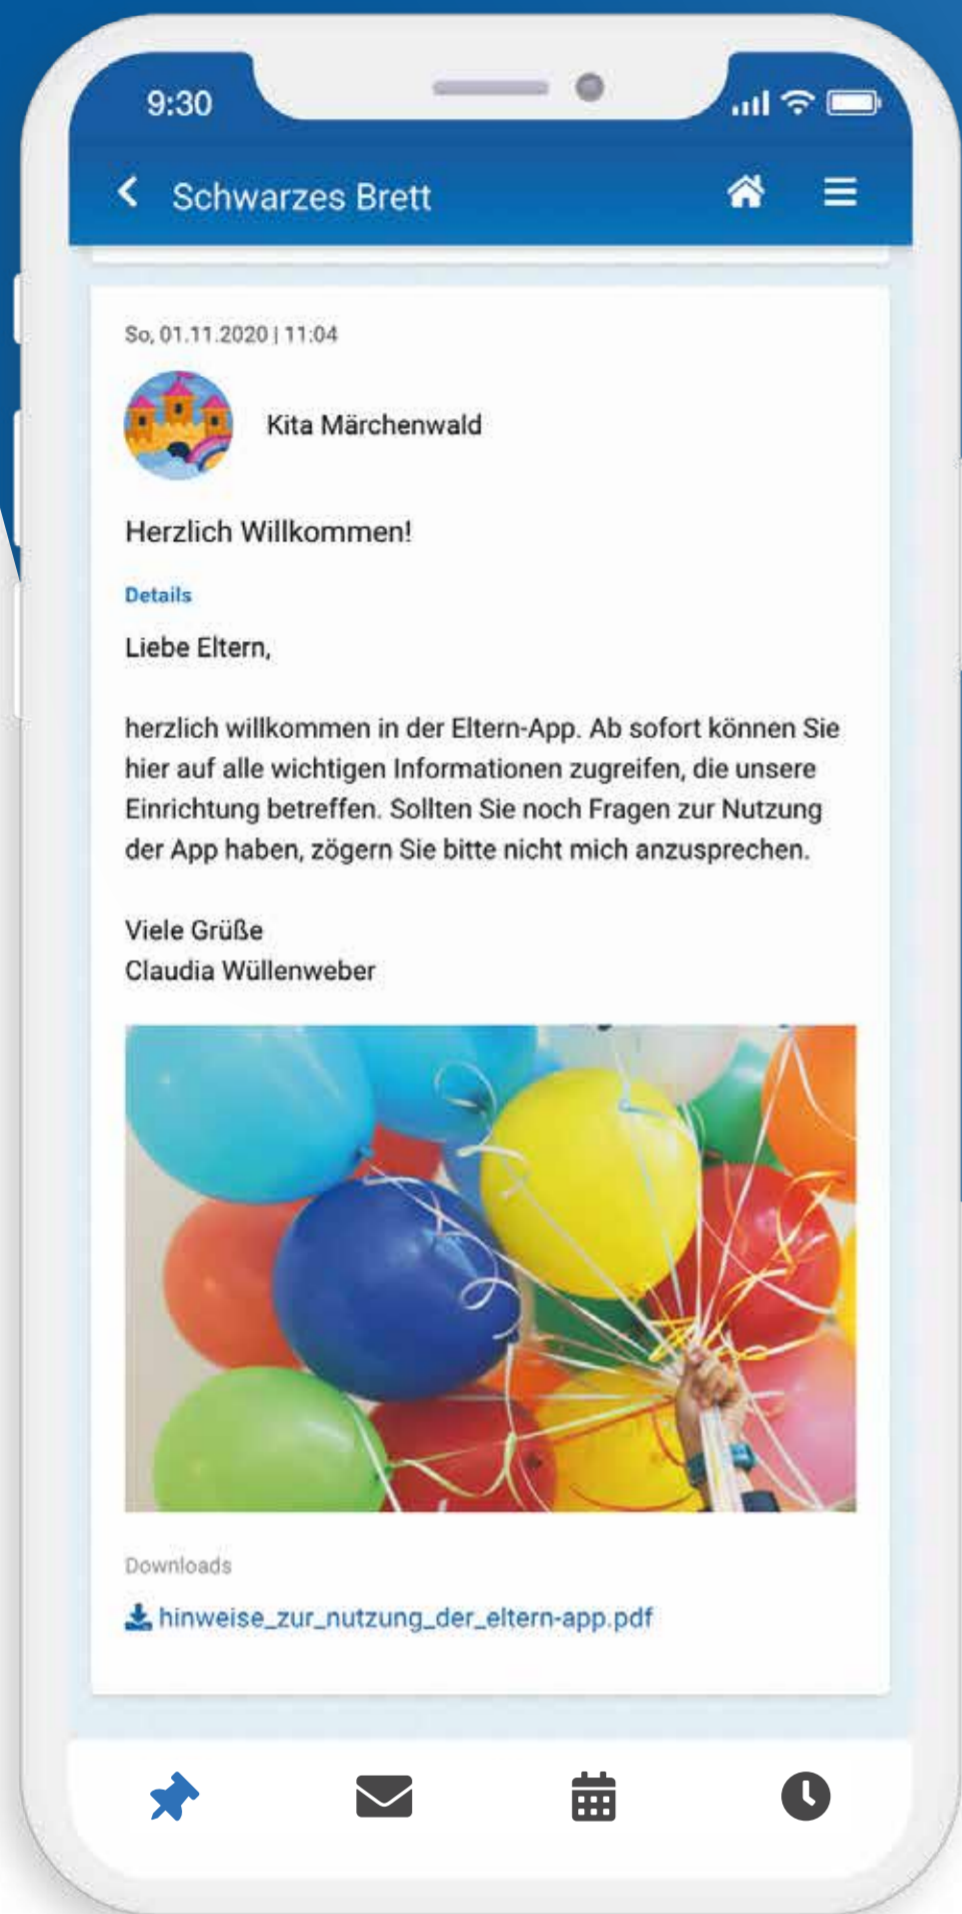 9:30
Schwarzes Brett
So, 01.11.2020 | 11:04
Kita Märchenwald
Herzlich Willkommen!
Details
Liebe Eltern,
herzlich willkommen in der Eltern-App. Ab sofort können Sie
hier auf alle wichtigen Informationen zugreifen, die unsere
Einrichtung betreffen. Sollten Sie noch Fragen zur Nutzung
der App haben, zögern Sie bitte nicht mich anzusprechen.
Viele Grüße
Claudia Wüllenweber
Downloads
hinweise_zur_nutzung_der_eltern-app.pdf